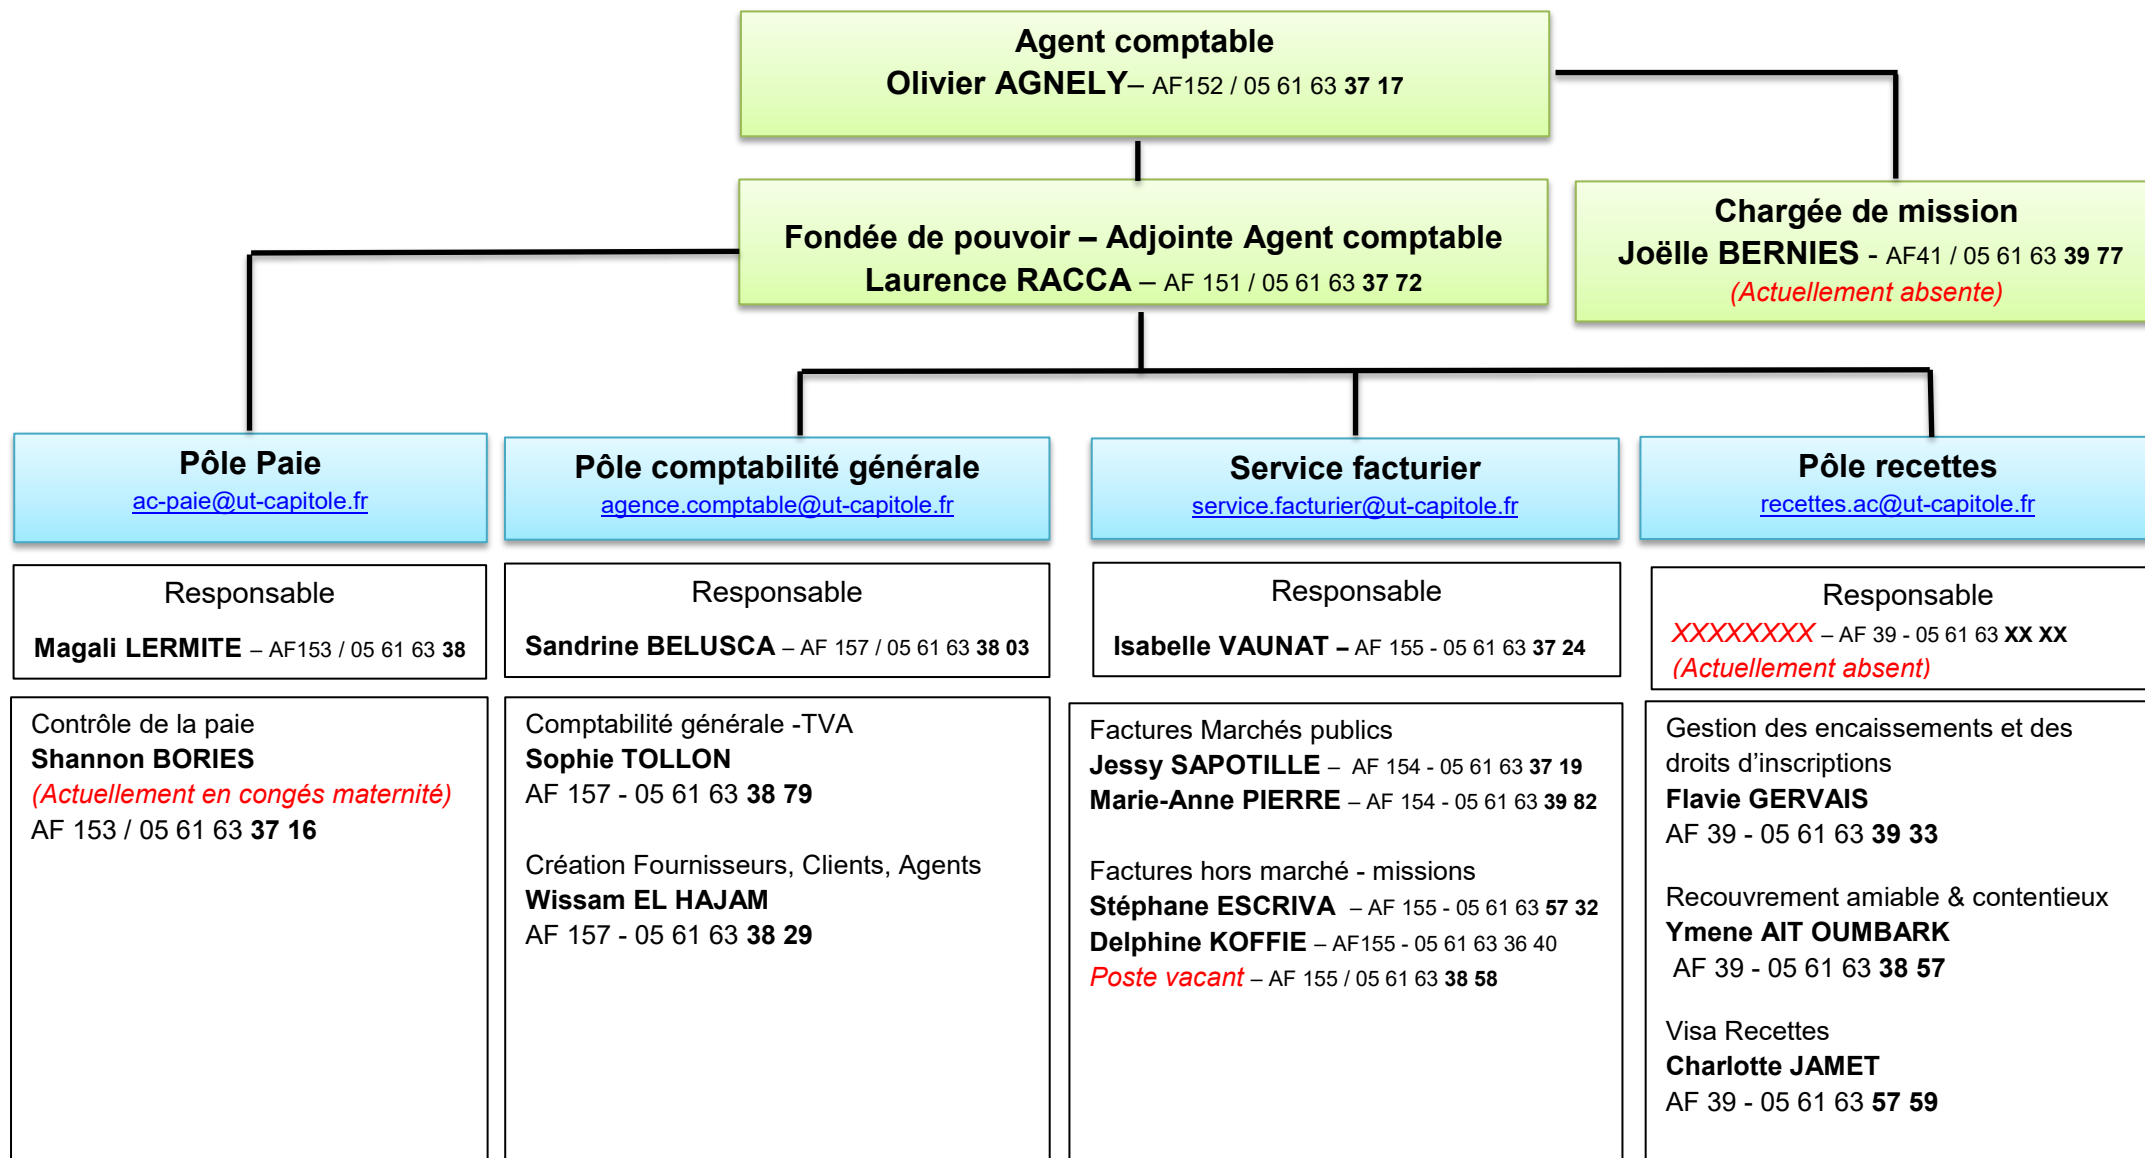 Agent comptable
Olivier AGNELY– AF152 / 05 61 63 37 17
Fondée de pouvoir – Adjointe Agent comptable
Laurence RACCA – AF 151 / 05 61 63 37 72
Chargée de mission
Joëlle BERNIES - AF41 / 05 61 63 39 77
(Actuellement absente)
Pôle Paie
ac-paie@ut-capitole.fr
Responsable
Magali LERMITE – AF153 / 05 61 63 38
Contrôle de la paie
Shannon BORIES
(Actuellement en congés maternité)
AF 153 / 05 61 63 37 16
Pôle comptabilité générale
agence.comptable@ut-capitole.fr
Responsable
Sandrine BELUSCA – AF 157 / 05 61 63 38 03
Comptabilité générale -TVA
Sophie TOLLON
AF 157 - 05 61 63 38 79
Création Fournisseurs, Clients, Agents
Wissam EL HAJAM
AF 157 - 05 61 63 38 29
Service facturier
service.facturier@ut-capitole.fr
Responsable
Isabelle VAUNAT – AF 155 - 05 61 63 37 24
Factures Marchés publics
Jessy SAPOTILLE – AF 154 - 05 61 63 37 19
Marie-Anne PIERRE – AF 154 - 05 61 63 39 82
Factures hors marché - missions
Stéphane ESCRIVA – AF 155 - 05 61 63 57 32
Delphine KOFFIE – AF155 - 05 61 63 36 40
Poste vacant – AF 155 / 05 61 63 38 58
Pôle recettes
recettes.ac@ut-capitole.fr
Responsable
XXXXXXXX – AF 39 - 05 61 63 XX XX
(Actuellement absent)
Gestion des encaissements et des
droits d’inscriptions
Flavie GERVAIS
AF 39 - 05 61 63 39 33
Recouvrement amiable & contentieux
Ymene AIT OUMBARK
AF 39 - 05 61 63 38 57
Visa Recettes
Charlotte JAMET
AF 39 - 05 61 63 57 59